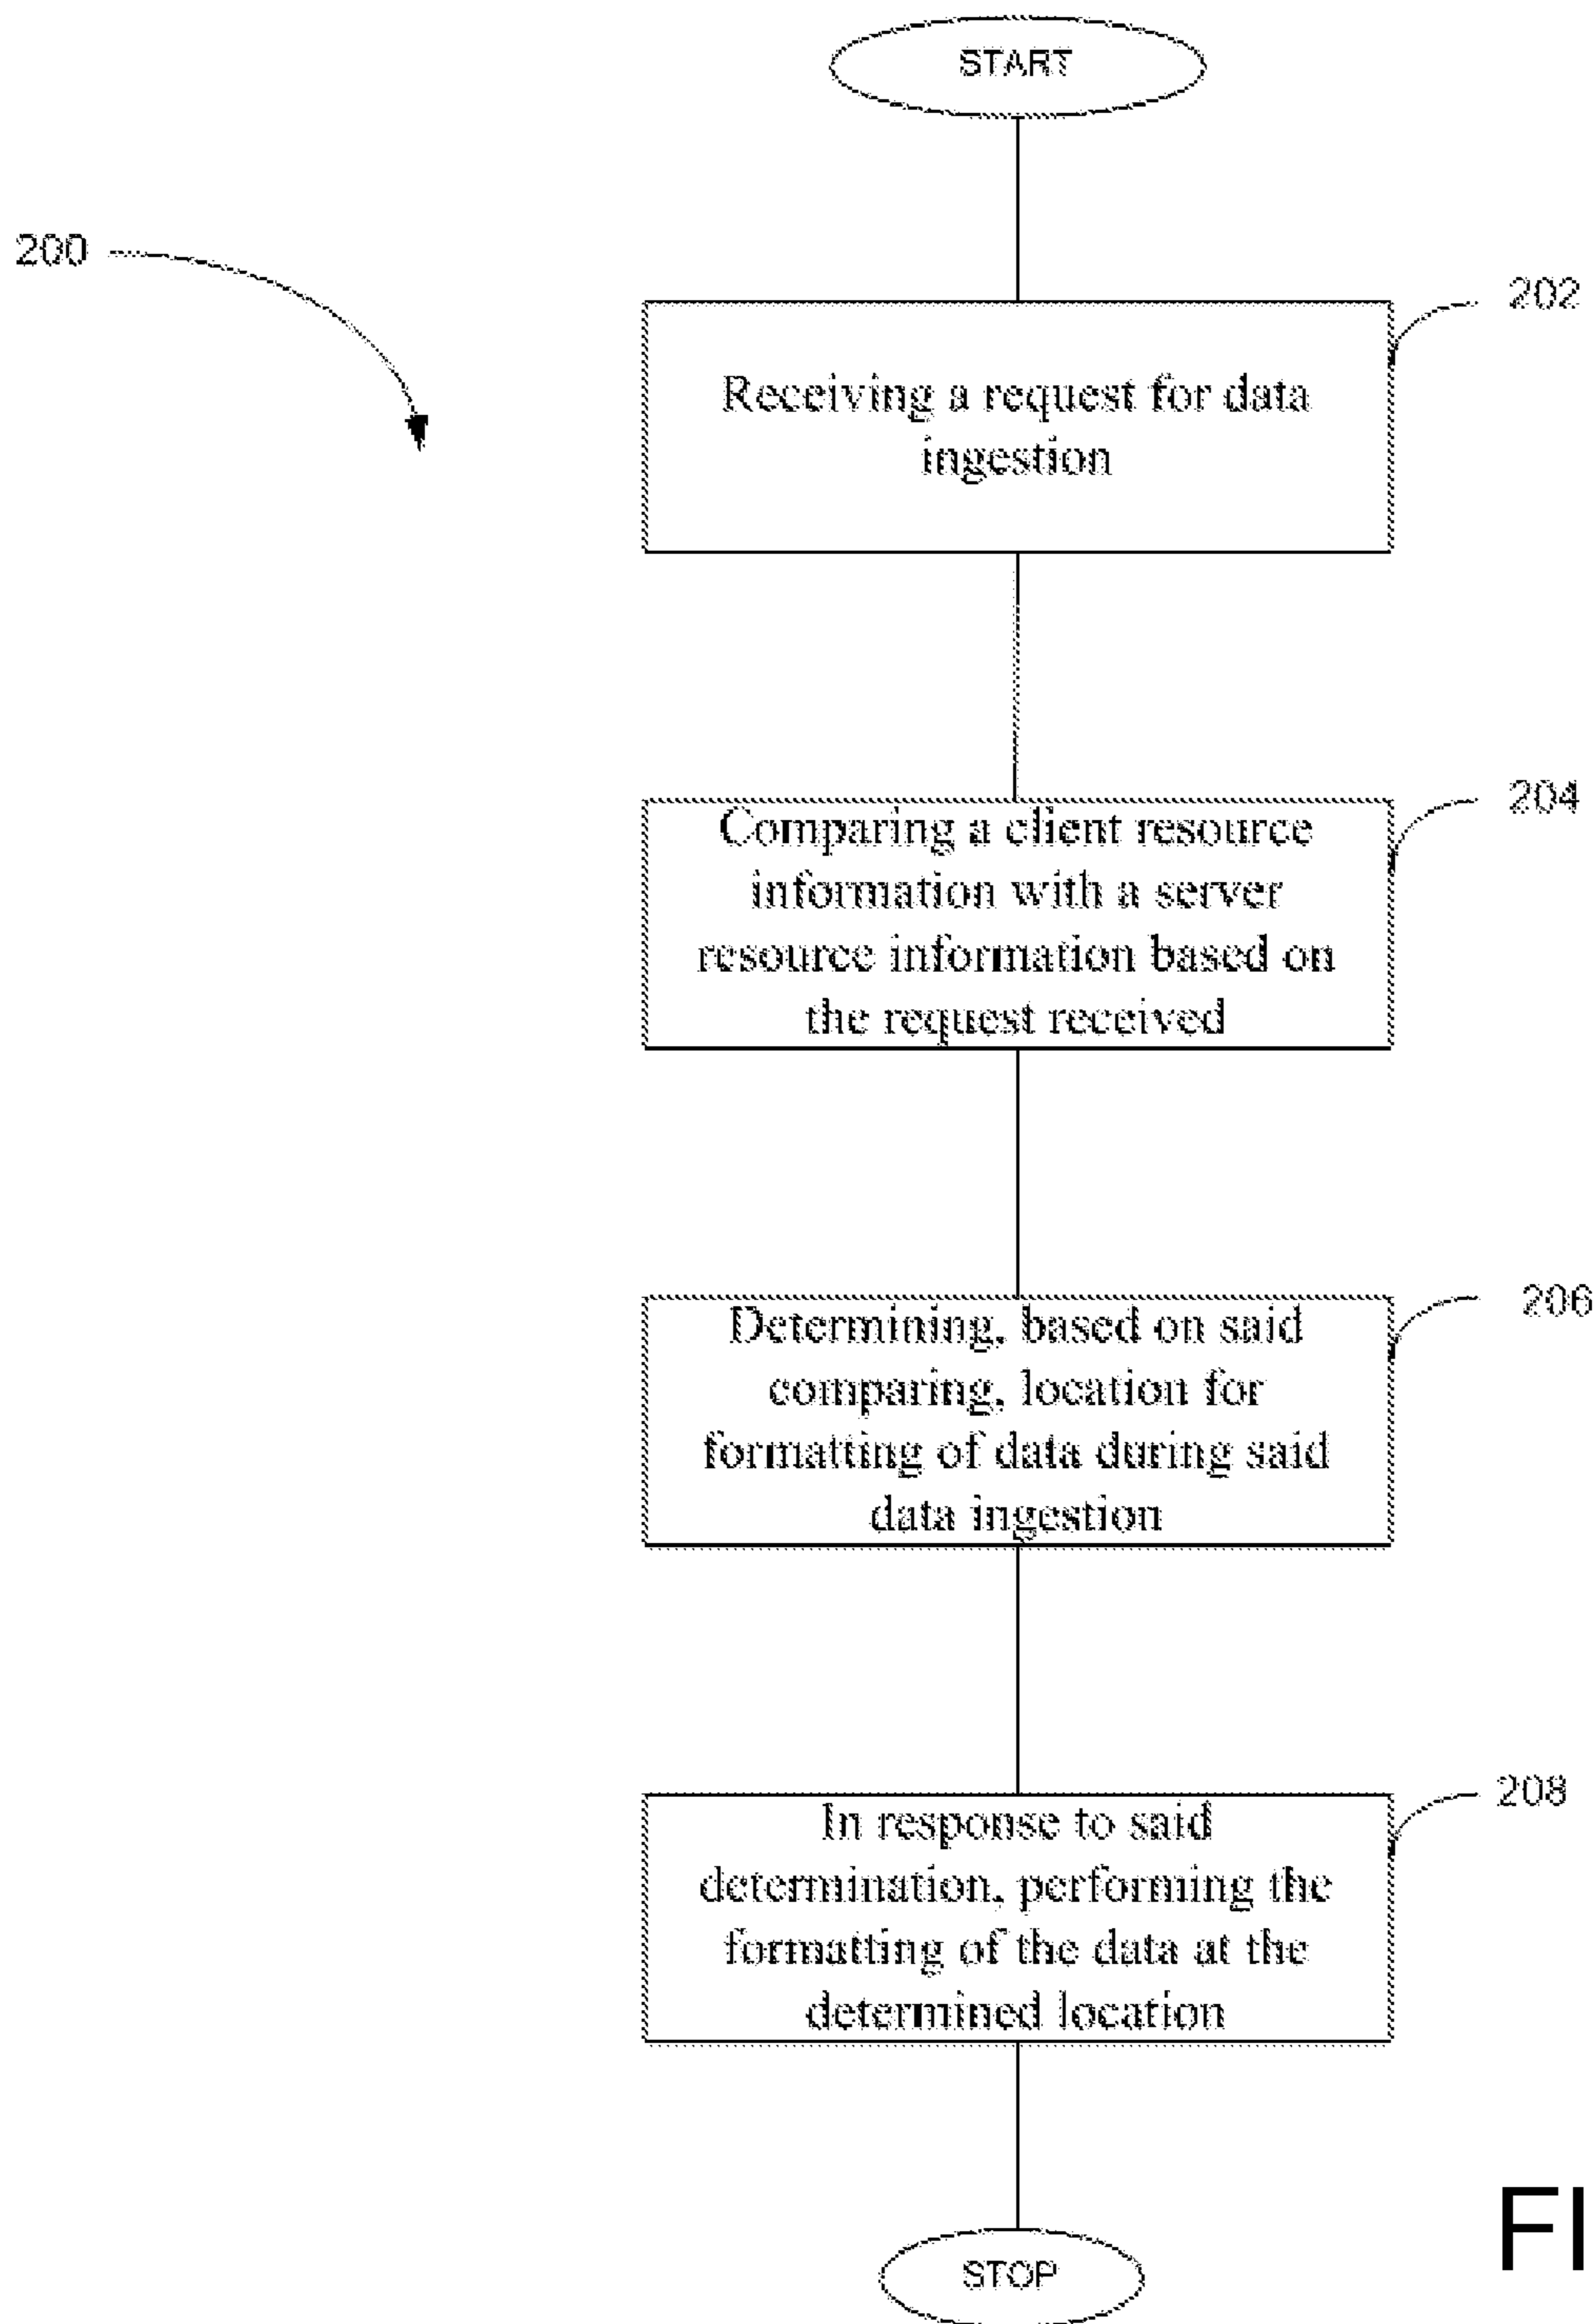 START
200
202
Receiving a request for data
ingestion
204
Comparing a client resource
information with a server
resource information based on
the request received
206
Determining, based on said
comparing, location for
formatting of data during said
data ingestion
208
In response to said
determination, performing the
formatting of the data at the
determined location
STOP
FI